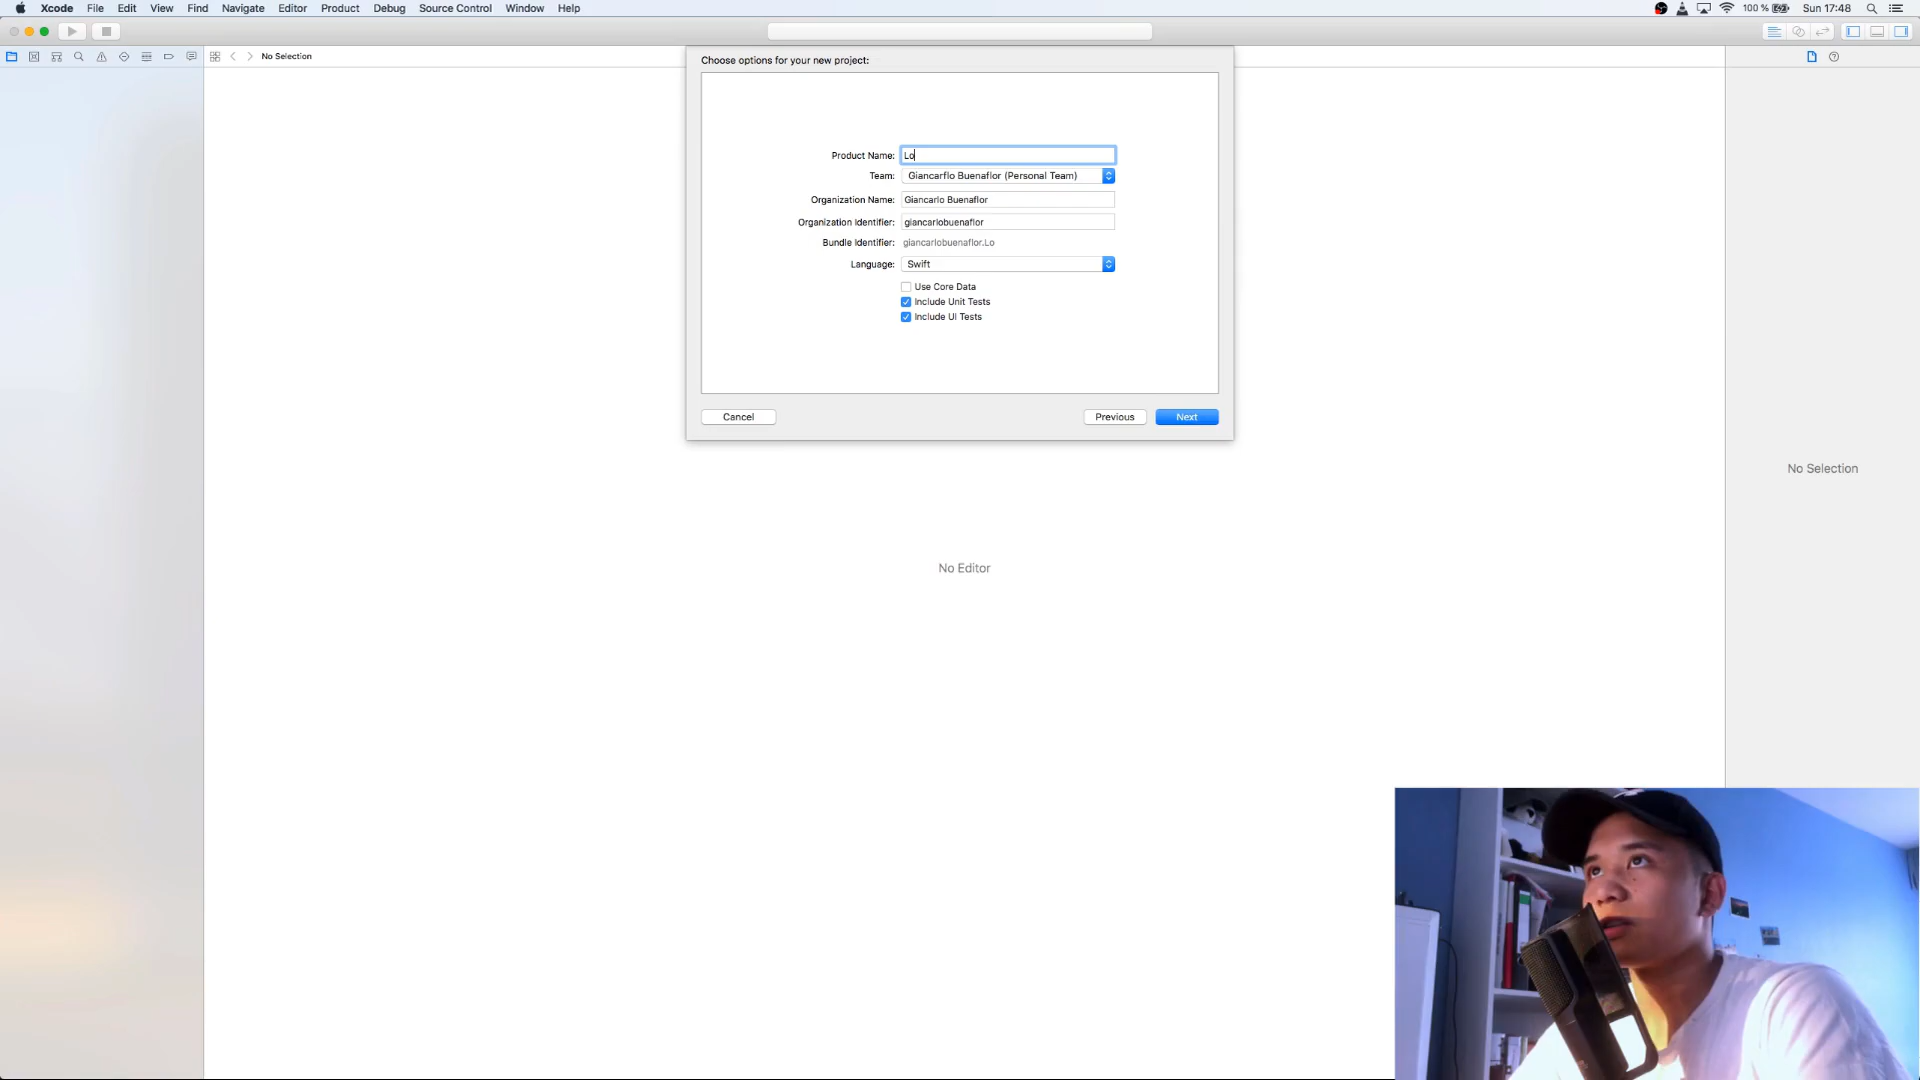 Xcode File Edit View Find Navigate Editor Product Debug Source Control Window Help 100 % Sun 17:48
No Selection
Choose options for your new project:
Product Name: Lo
Team: Giancarflo Buenaflor (Personal Team)
Organization Name: Giancarlo Buenaflor
Organization Identifier: giancarlobuenaflor
Bundle Identifier: giancarlobuenaflor.Lo
Language: Swift
Use Core Data
Include Unit Tests
Include UI Tests
Cancel Previous Next
No Selection
No Editor